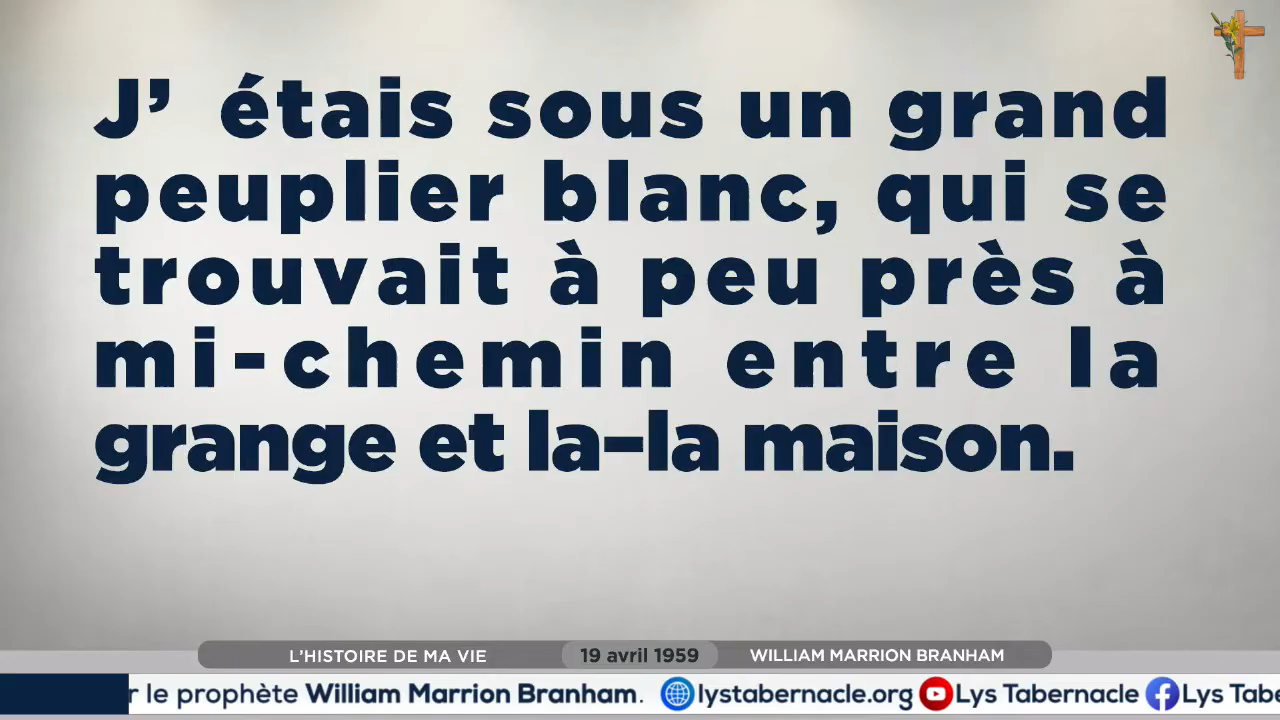 J’ étais sous un grand
peuplier blanc, qui se
trouvait à peu près à
mi-chemin entre la
grange et la–la maison.
L’HISTOIRE DE MA VIE 19 avril 1959 WILLIAM MARRION BRANHAM
le prophète William Marrion Branham. lystabernacle.org Lys Tabernacle Lys